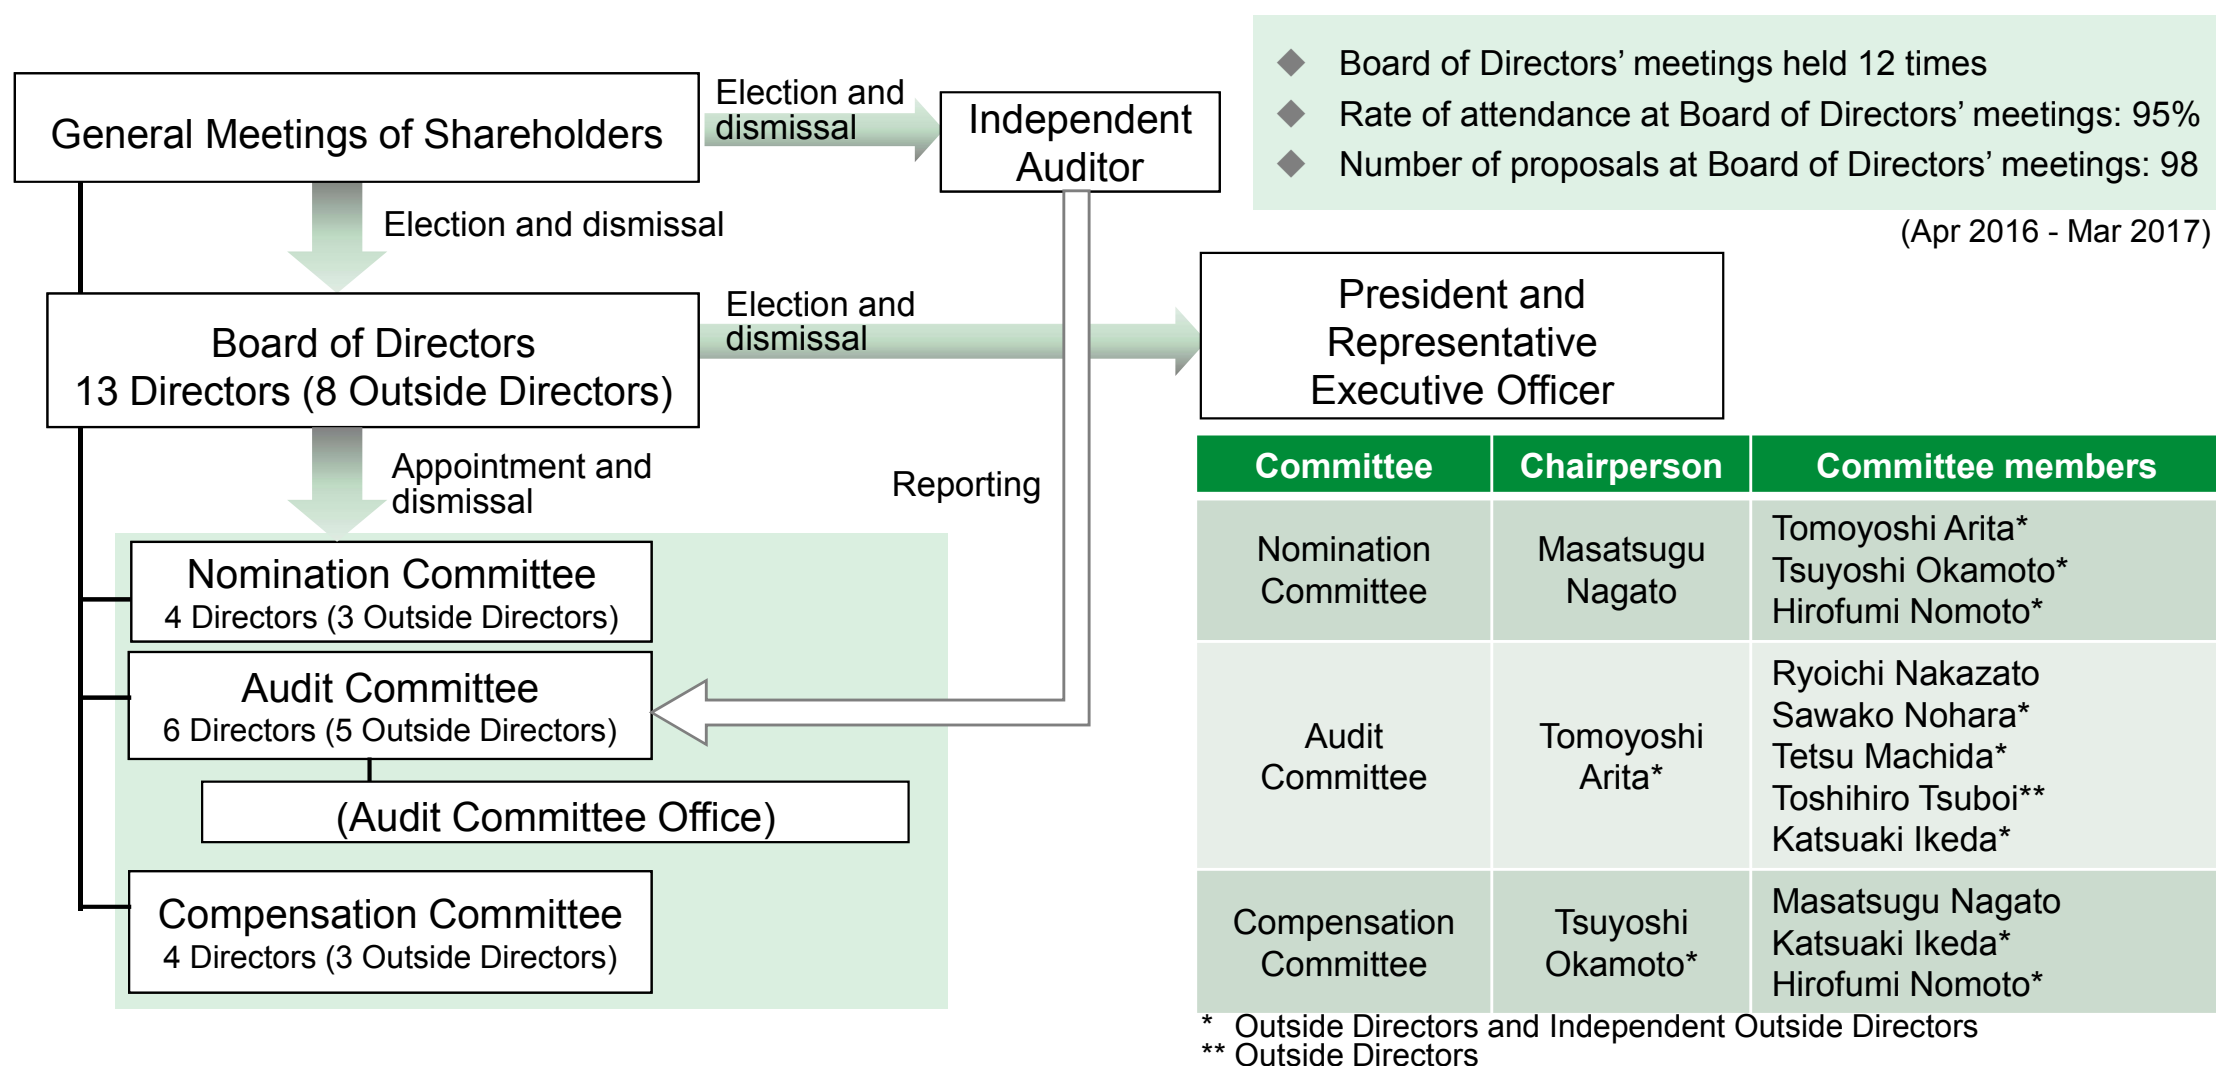 Board of Directors’ meetings held 12 times
Rate of attendance at Board of Directors’ meetings: 95%
Number of proposals at Board of Directors’ meetings: 98
(Apr 2016 - Mar 2017)
General Meetings of Shareholders
Election and
dismissal
Independent
Auditor
Election and dismissal
Board of Directors
13 Directors (8 Outside Directors)
Election and
dismissal
President and
Representative
Executive Officer
Appointment and
dismissal
Reporting
Nomination Committee
4 Directors (3 Outside Directors)
Audit Committee
6 Directors (5 Outside Directors)
(Audit Committee Office)
Compensation Committee
4 Directors (3 Outside Directors)
Committee
Chairperson
Committee members
Nomination
Committee
Masatsugu
Nagato
Tomoyoshi Arita*
Tsuyoshi Okamoto*
Hirofumi Nomoto*
Audit
Committee
Tomoyoshi
Arita*
Ryoichi Nakazato
Sawako Nohara*
Tetsu Machida*
Toshihiro Tsuboi**
Katsuaki Ikeda*
Compensation
Committee
Tsuyoshi
Okamoto*
Masatsugu Nagato
Katsuaki Ikeda*
Hirofumi Nomoto*
* Outside Directors and Independent Outside Directors
** Outside Directors